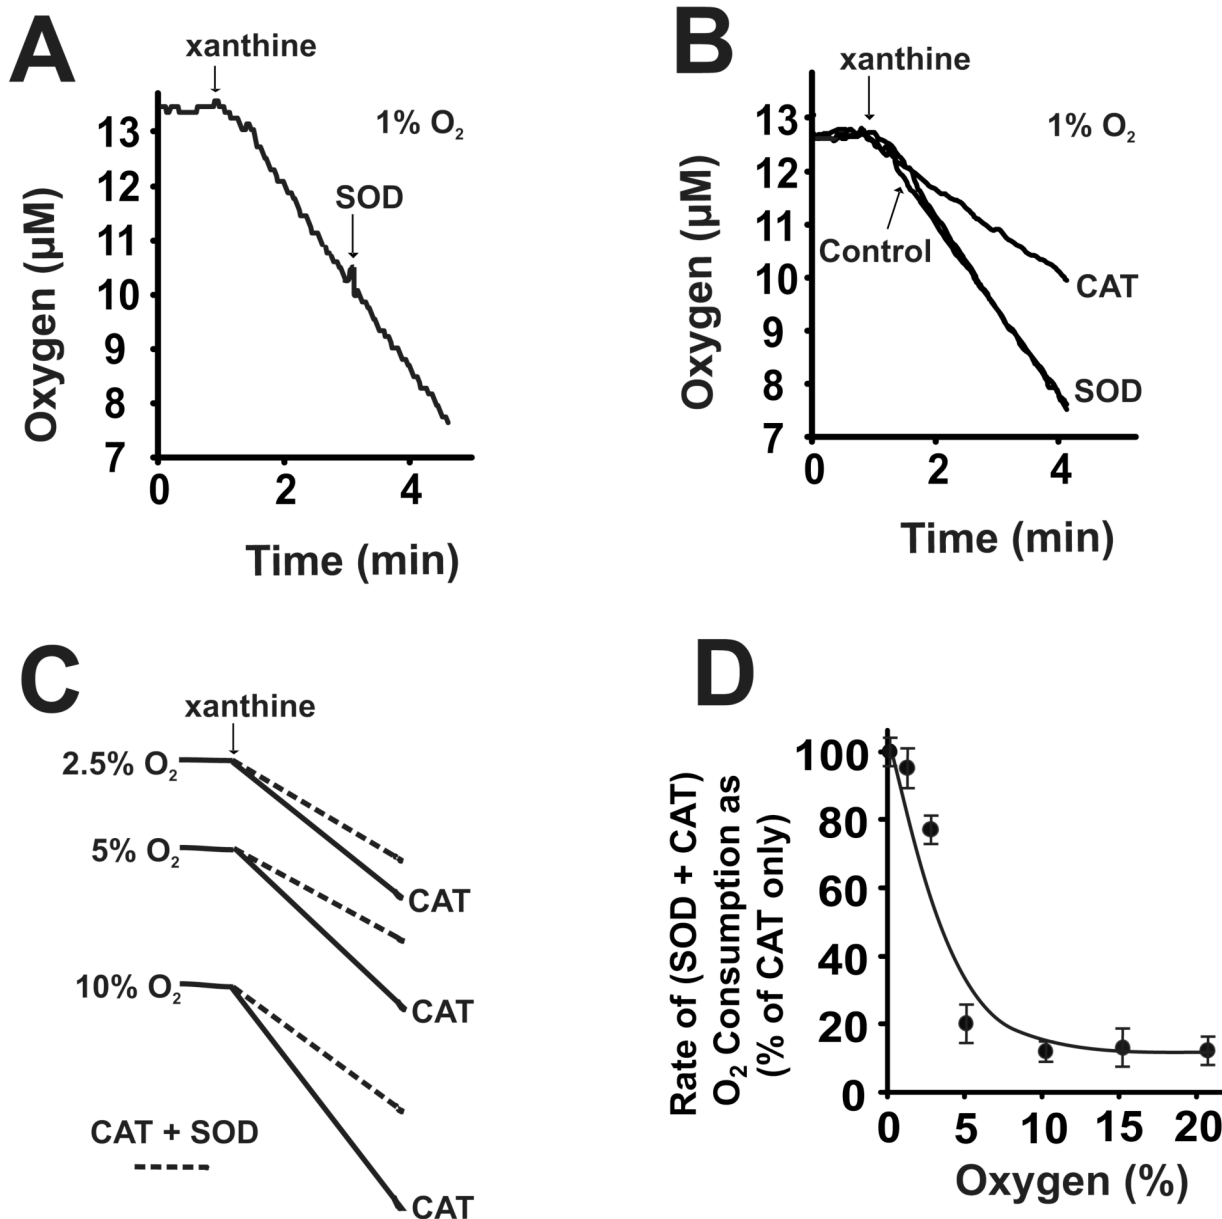 A
xanthine
1% O₂
SOD
13
12
11
10
9
8
7
0
2
4
Oxygen (µM)
Time (min)
B
xanthine
1% O₂
13
12
11
10
9
8
7
Control
CAT
SOD
0
2
4
Oxygen (µM)
Time (min)
C
xanthine
2.5% O₂
CAT
5% O₂
CAT
10% O₂
CAT + SOD
CAT
D
Rate of (SOD + CAT)
O₂ Consumption as
(% of CAT only)
100
80
60
40
20
0
0
5
10
15
20
Oxygen (%)